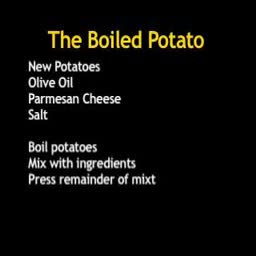 The Boiled Potato
New Potatoes
Olive Oil
Parmesan Cheese
Salt
Boil potatoes
Mix with ingredients
Press remainder of mixt